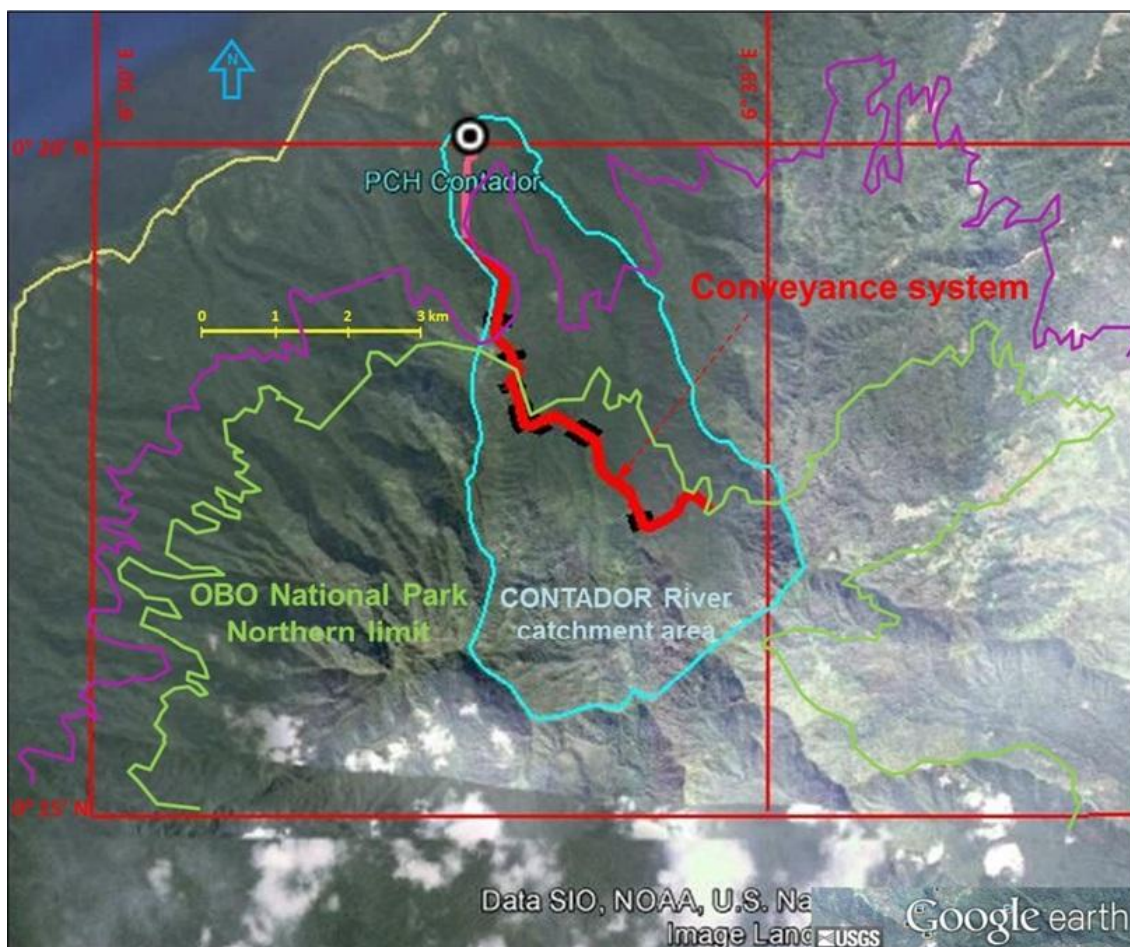 N
6° 30' E
6° 35' E
0° 20' N
PCH Contador
Conveyance system
0 1 2 3 km
OBO National Park
Northern limit
CONTADOR River
catchment area
0° 15' N
Data SIO, NOAA, U.S. Na
Image Land
USGS
Google earth